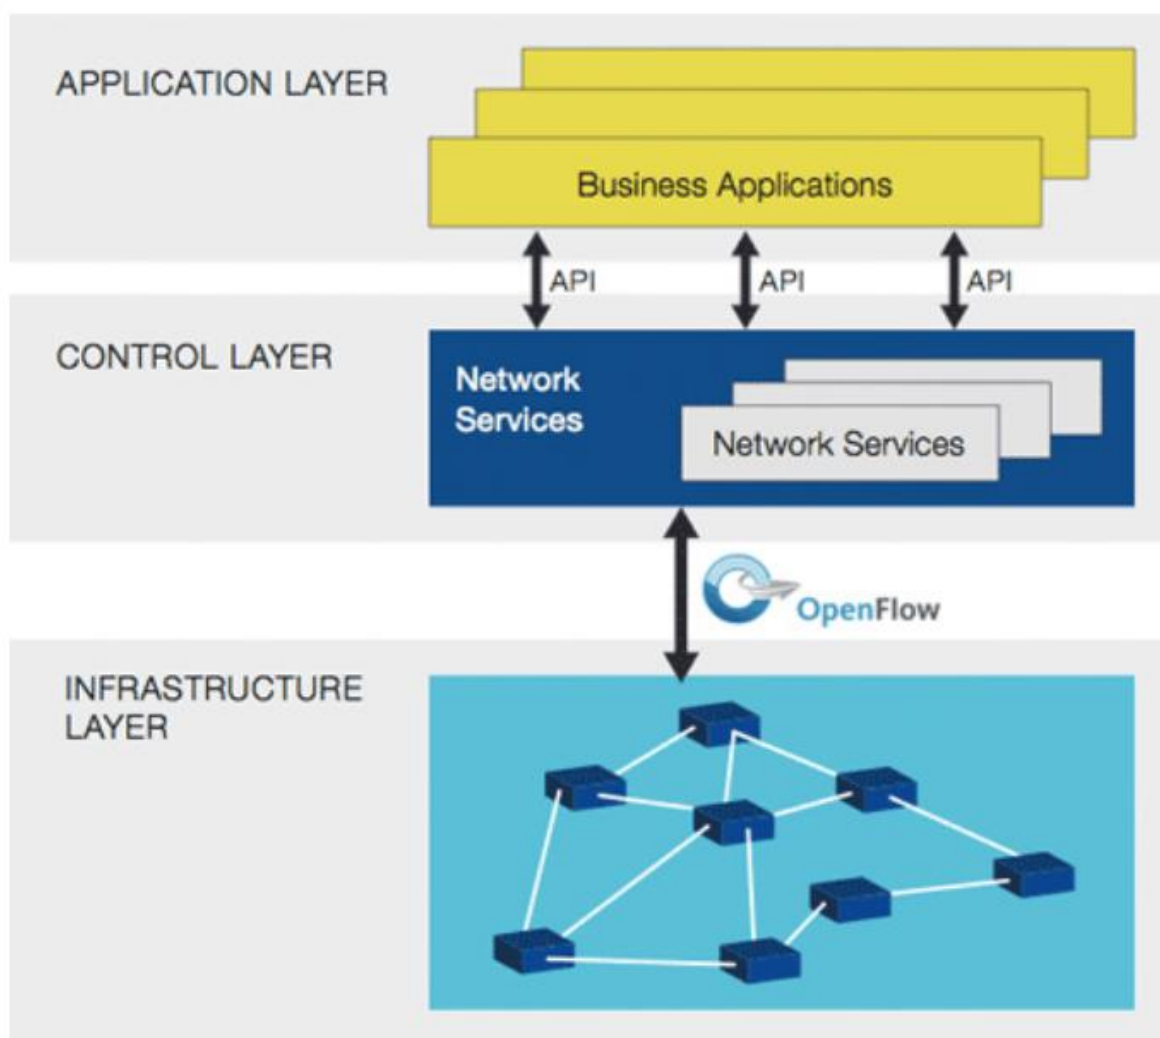 APPLICATION LAYER
Business Applications
API
API
API
CONTROL LAYER
Network
Services
Network Services
OpenFlow
INFRASTRUCTURE
LAYER